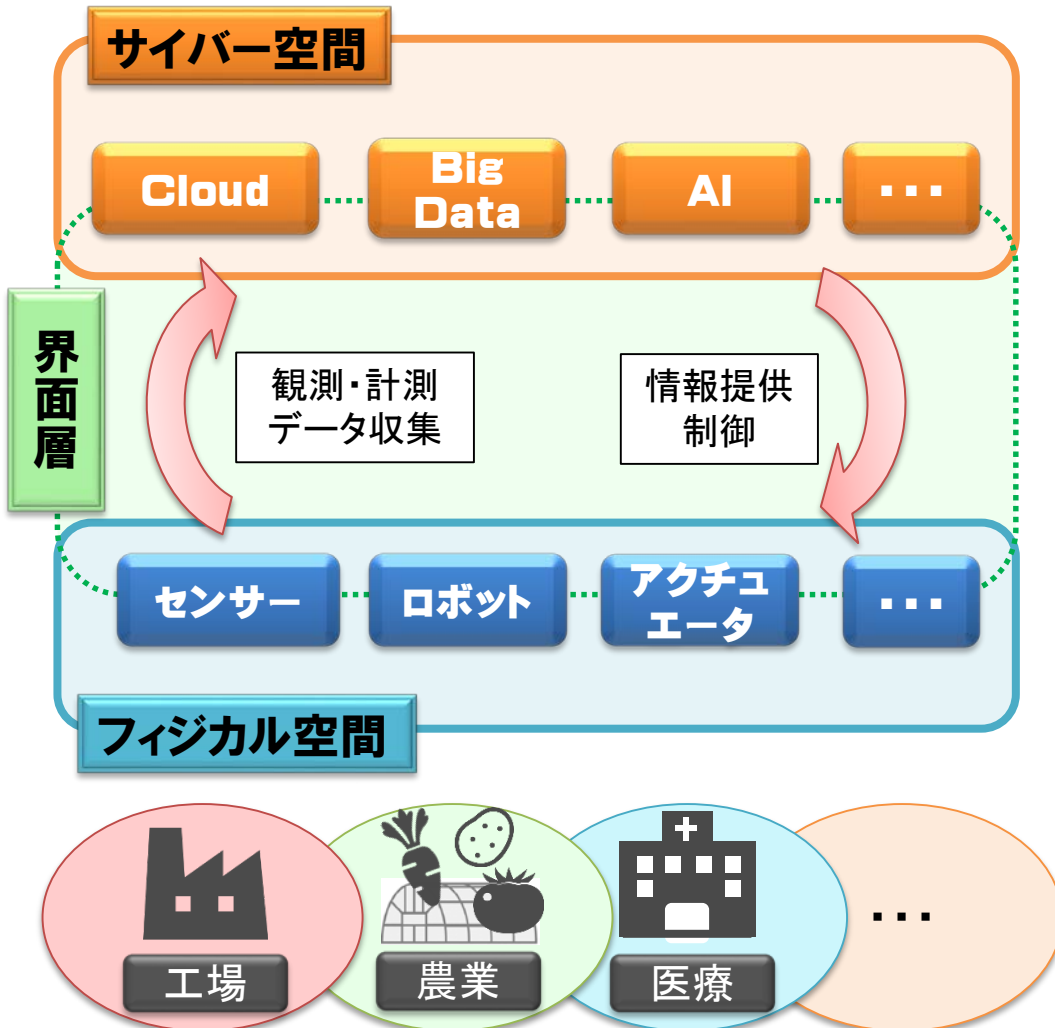 サイバー空間
Cloud
Big
Data
AI
･･･
界面層
観測･計測
データ収集
情報提供
制御
センサー
ロボット
アクチュ
エータ
･･･
フィジカル空間
工場
農業
医療
･･･